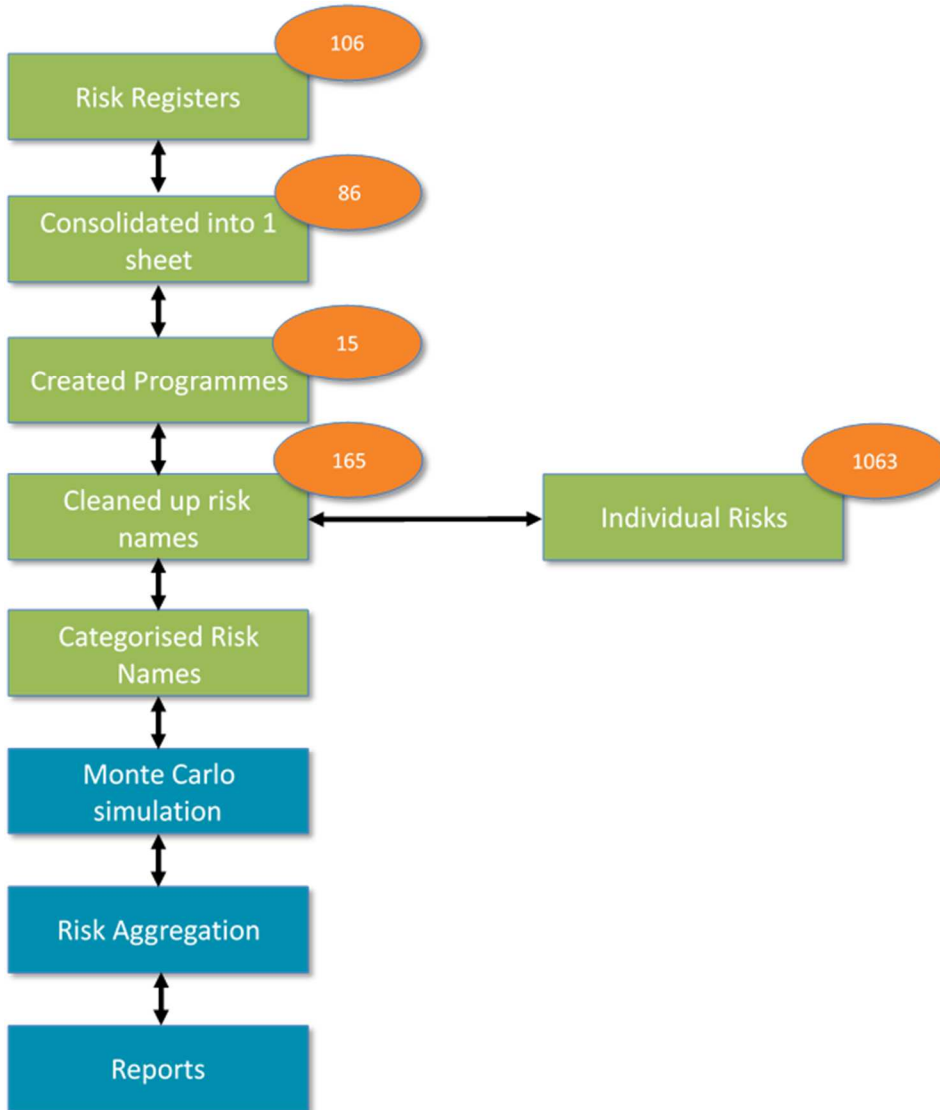 106
Risk Registers
86
Consolidated into 1
sheet
15
Created Programmes
165
Cleaned up risk
names
1063
Individual Risks
Categorised Risk
Names
Monte Carlo
simulation
Risk Aggregation
Reports